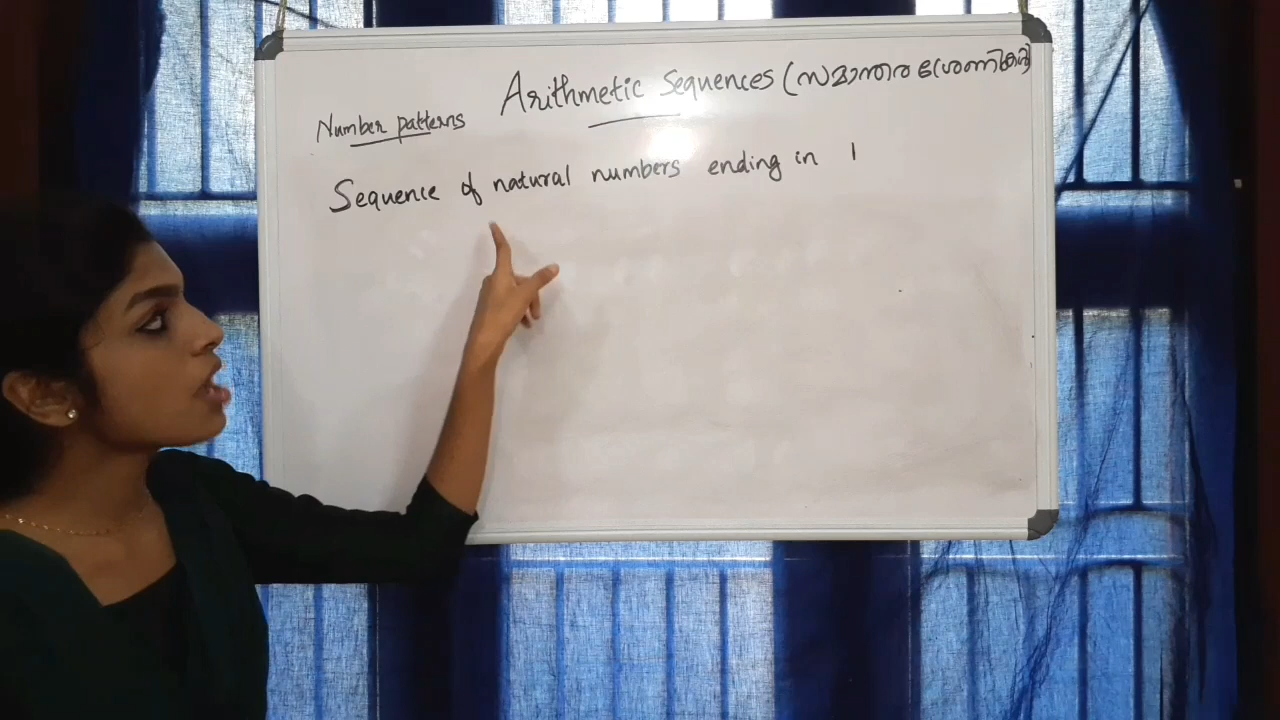 Arithmetic Sequences (സമാന്തര ശ്രേണികൾ)
Number patterns
Sequence of natural numbers ending in 1